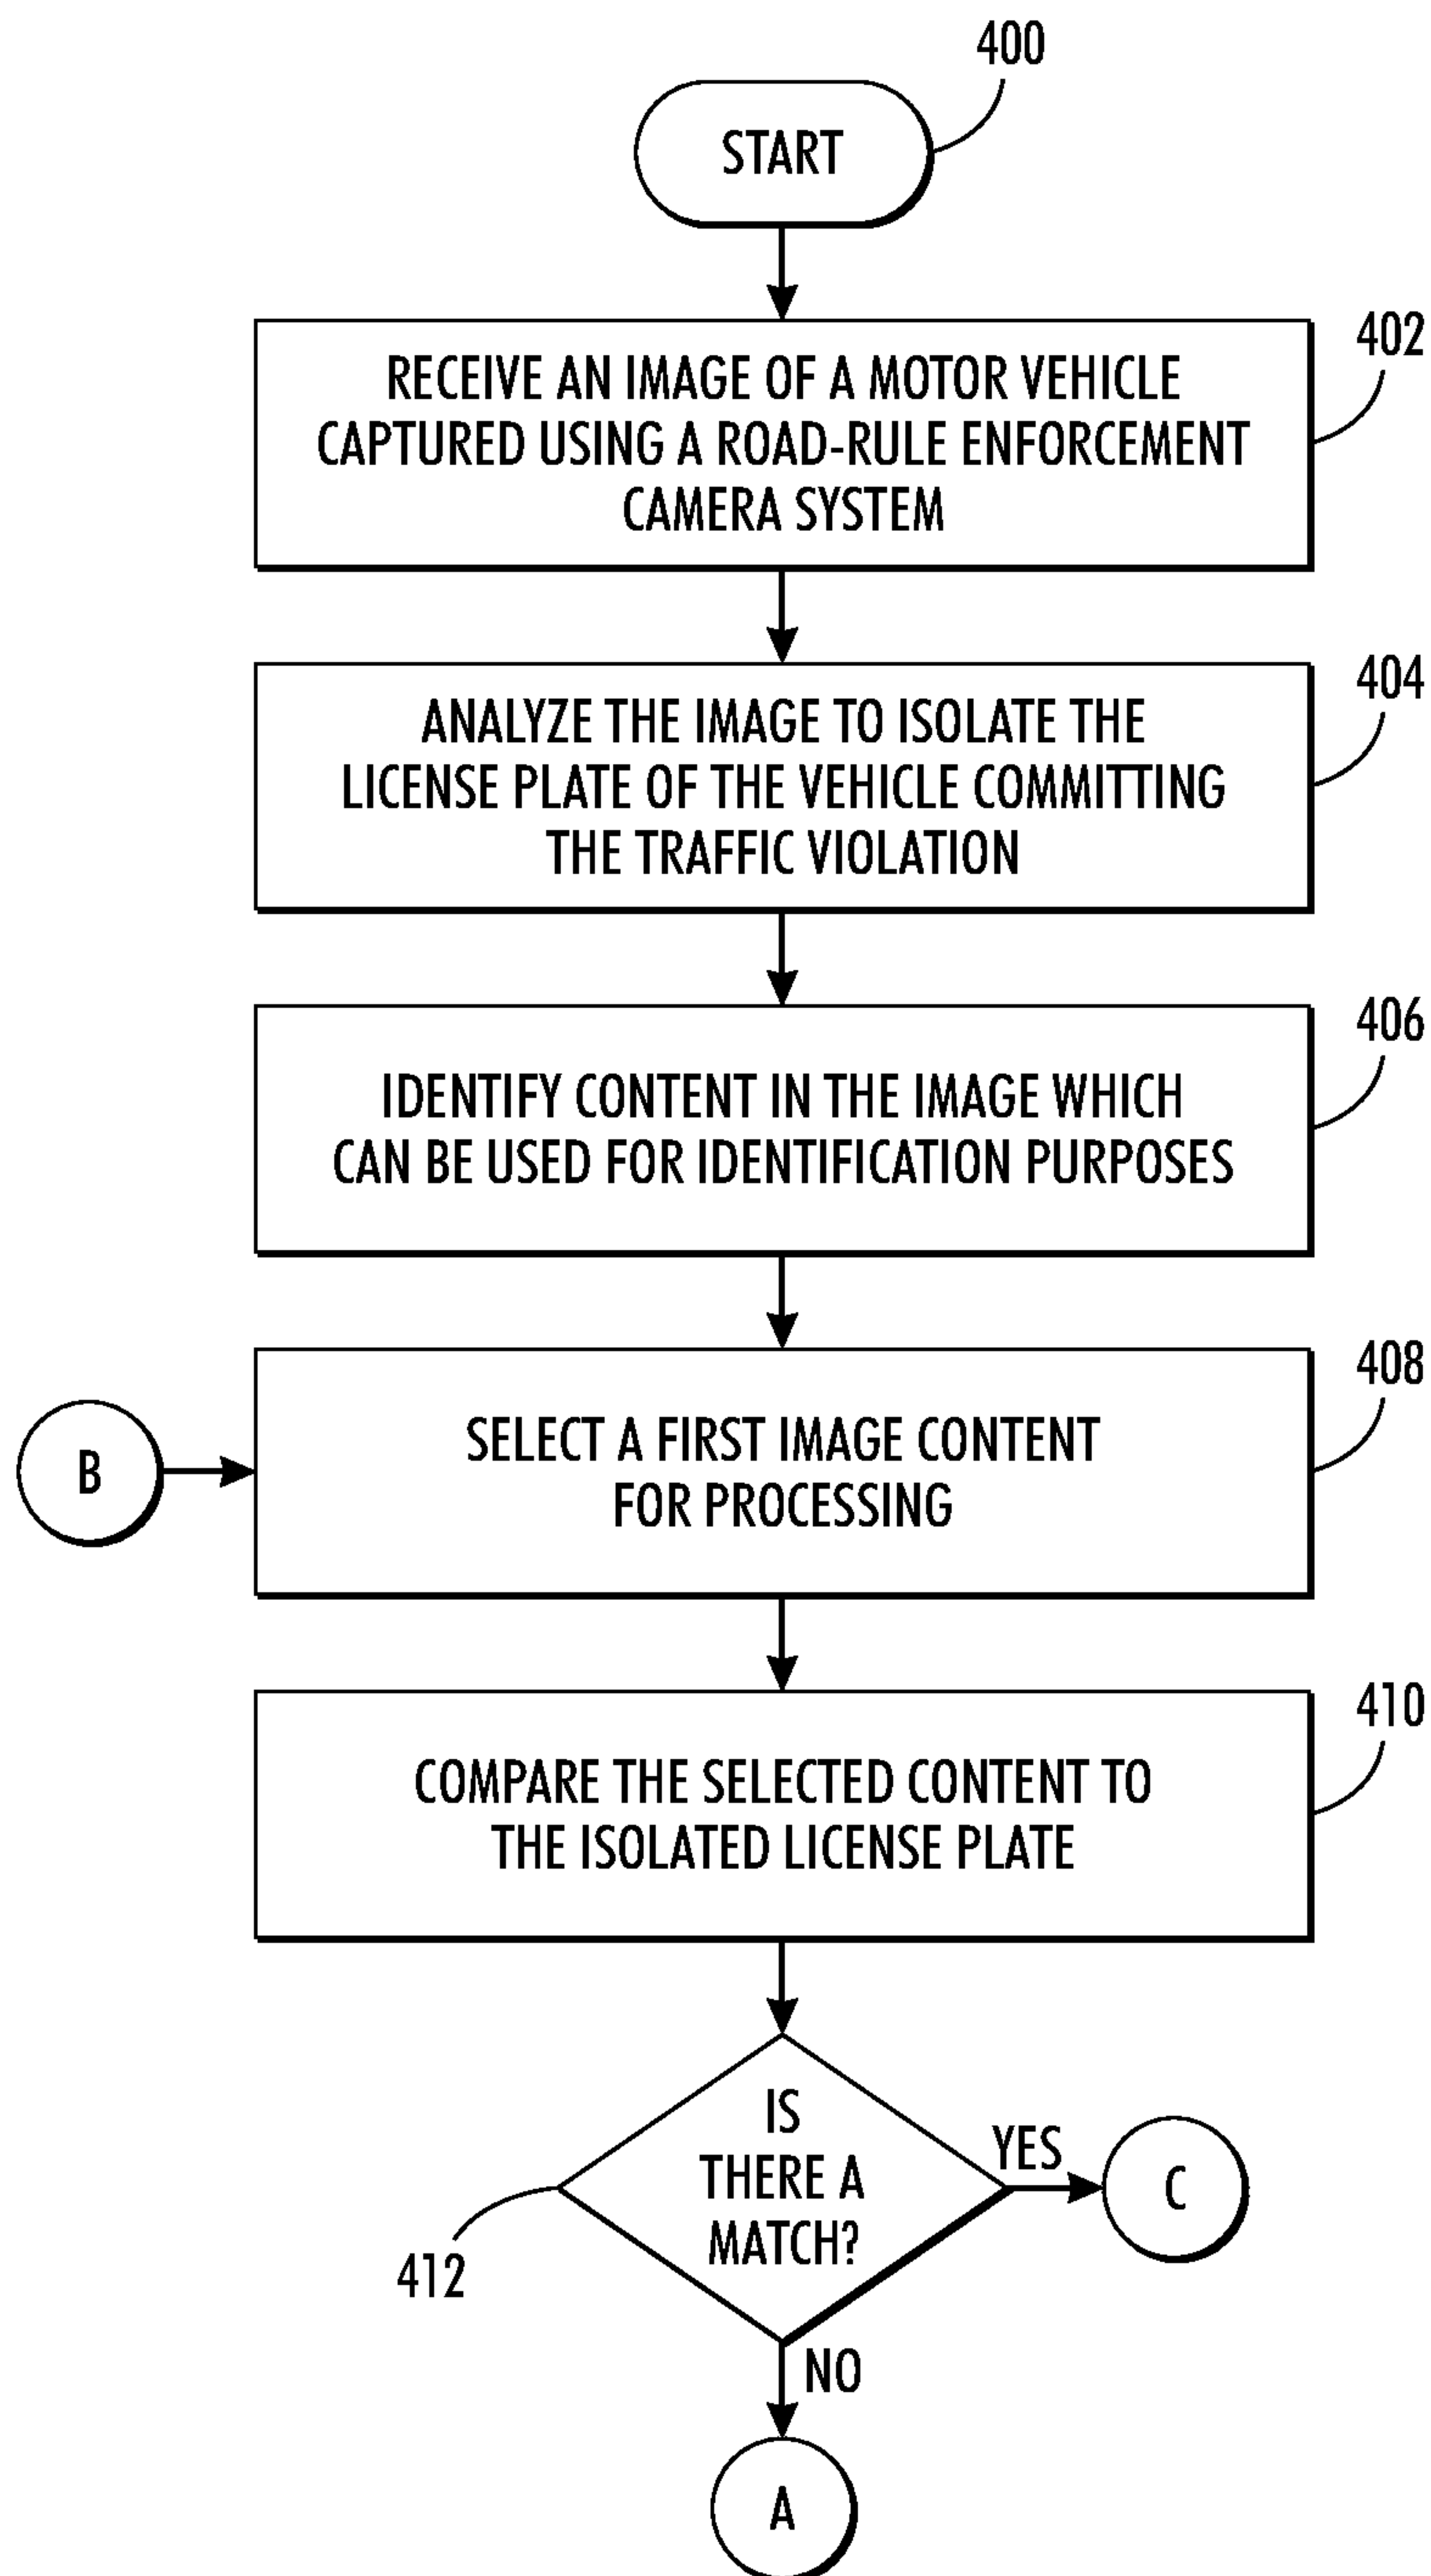 400
START
402
RECEIVE AN IMAGE OF A MOTOR VEHICLE
CAPTURED USING A ROAD-RULE ENFORCEMENT
CAMERA SYSTEM
404
ANALYZE THE IMAGE TO ISOLATE THE
LICENSE PLATE OF THE VEHICLE COMMITTING
THE TRAFFIC VIOLATION
406
IDENTIFY CONTENT IN THE IMAGE WHICH
CAN BE USED FOR IDENTIFICATION PURPOSES
408
B
SELECT A FIRST IMAGE CONTENT
FOR PROCESSING
410
COMPARE THE SELECTED CONTENT TO
THE ISOLATED LICENSE PLATE
IS
THERE A
MATCH?
YES
C
412
NO
A